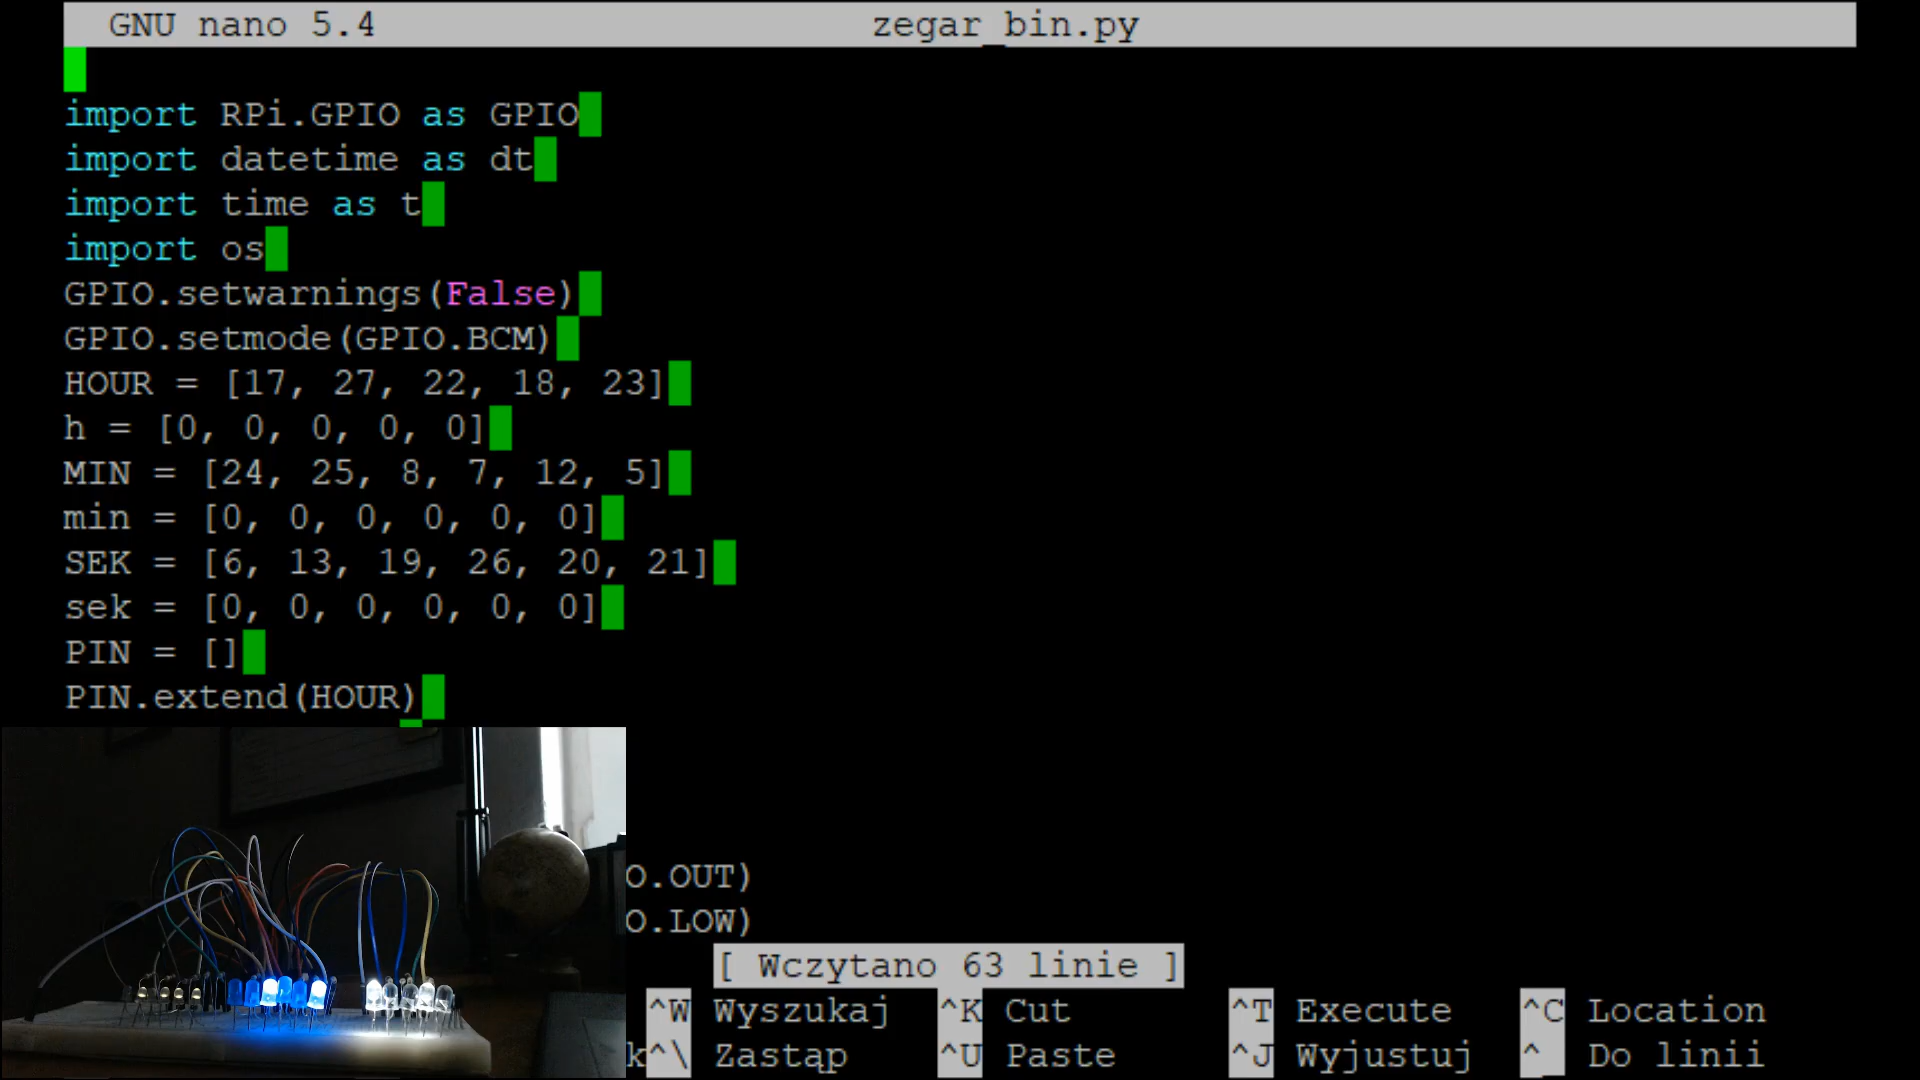 GNU nano 5.4 zegar_bin.py
import RPi.GPIO as GPIO
import datetime as dt
import time as t
import os
GPIO.setwarnings(False)
GPIO.setmode(GPIO.BCM)
HOUR = [17, 27, 22, 18, 23]
h = [0, 0, 0, 0, 0]
MIN = [24, 25, 8, 7, 12, 5]
min = [0, 0, 0, 0, 0, 0]
SEK = [6, 13, 19, 26, 20, 21]
sek = [0, 0, 0, 0, 0, 0]
PIN = []
PIN.extend(HOUR)
O.OUT)
O.LOW)
[ Wczytano 63 linie ]
^W Wyszukaj ^K Cut ^T Execute ^C Location
k^\ Zastąp ^U Paste ^J Wyjustuj ^_ Do linii